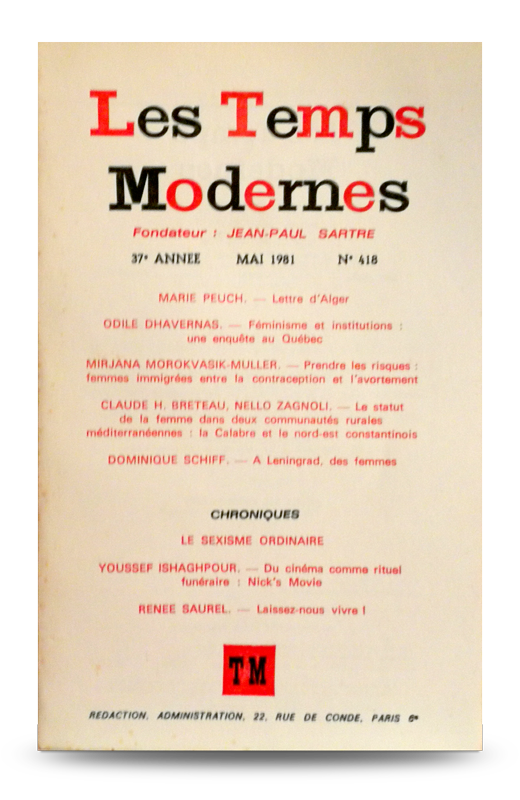 Les Temps
Modernes
Fondateur : JEAN-PAUL SARTRE
37e ANNEE MAI 1981 N° 418
MARIE PEUCH. — Lettre d'Alger
ODILE DHAVERNAS. — Féminisme et institutions :
une enquête au Québec
MIRJANA MOROKVASIK-MULLER. — Prendre les risques :
femmes immigrées entre la contraception et l'avortement
CLAUDE H. BRETEAU, NELLO ZAGNOLI. — Le statut
de la femme dans deux communautés rurales
méditerranéennes : la Calabre et le nord-est constantinois
DOMINIQUE SCHIFF. — A Leningrad, des femmes
CHRONIQUES
LE SEXISME ORDINAIRE
YOUSSEF ISHAGHPOUR. — Du cinéma comme rituel
funéraire : Nick's Movie
RENEE SAUREL. — Laissez-nous vivre !
TM
REDACTION, ADMINISTRATION, 22, RUE DE CONDE, PARIS 6e